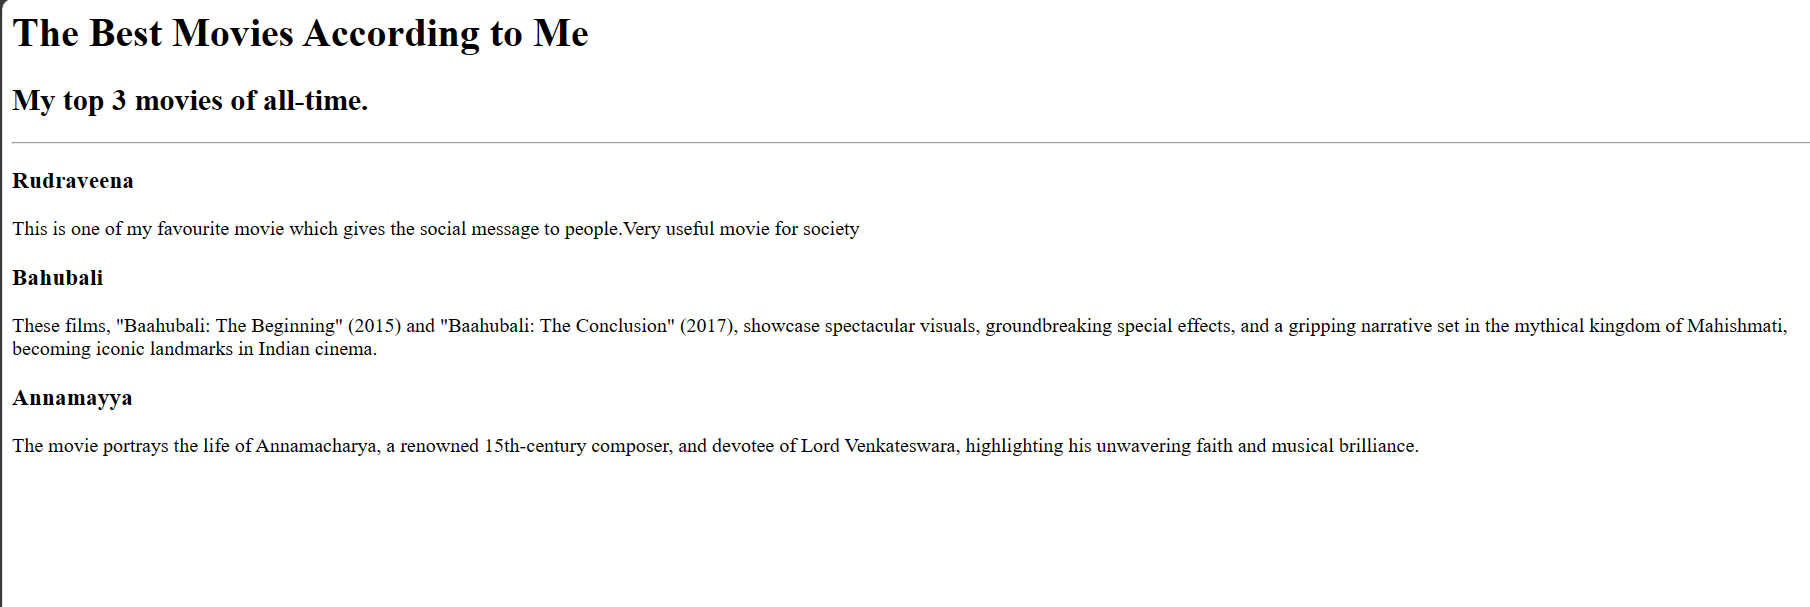 The Best Movies According to Me
My top 3 movies of all-time.
Rudraveena
This is one of my favourite movie which gives the social message to people.Very useful movie for society
Bahubali
These films, "Baahubali: The Beginning" (2015) and "Baahubali: The Conclusion" (2017), showcase spectacular visuals, groundbreaking special effects, and a gripping narrative set in the mythical kingdom of Mahishmati,
becoming iconic landmarks in Indian cinema.
Annamayya
The movie portrays the life of Annamacharya, a renowned 15th-century composer, and devotee of Lord Venkateswara, highlighting his unwavering faith and musical brilliance.